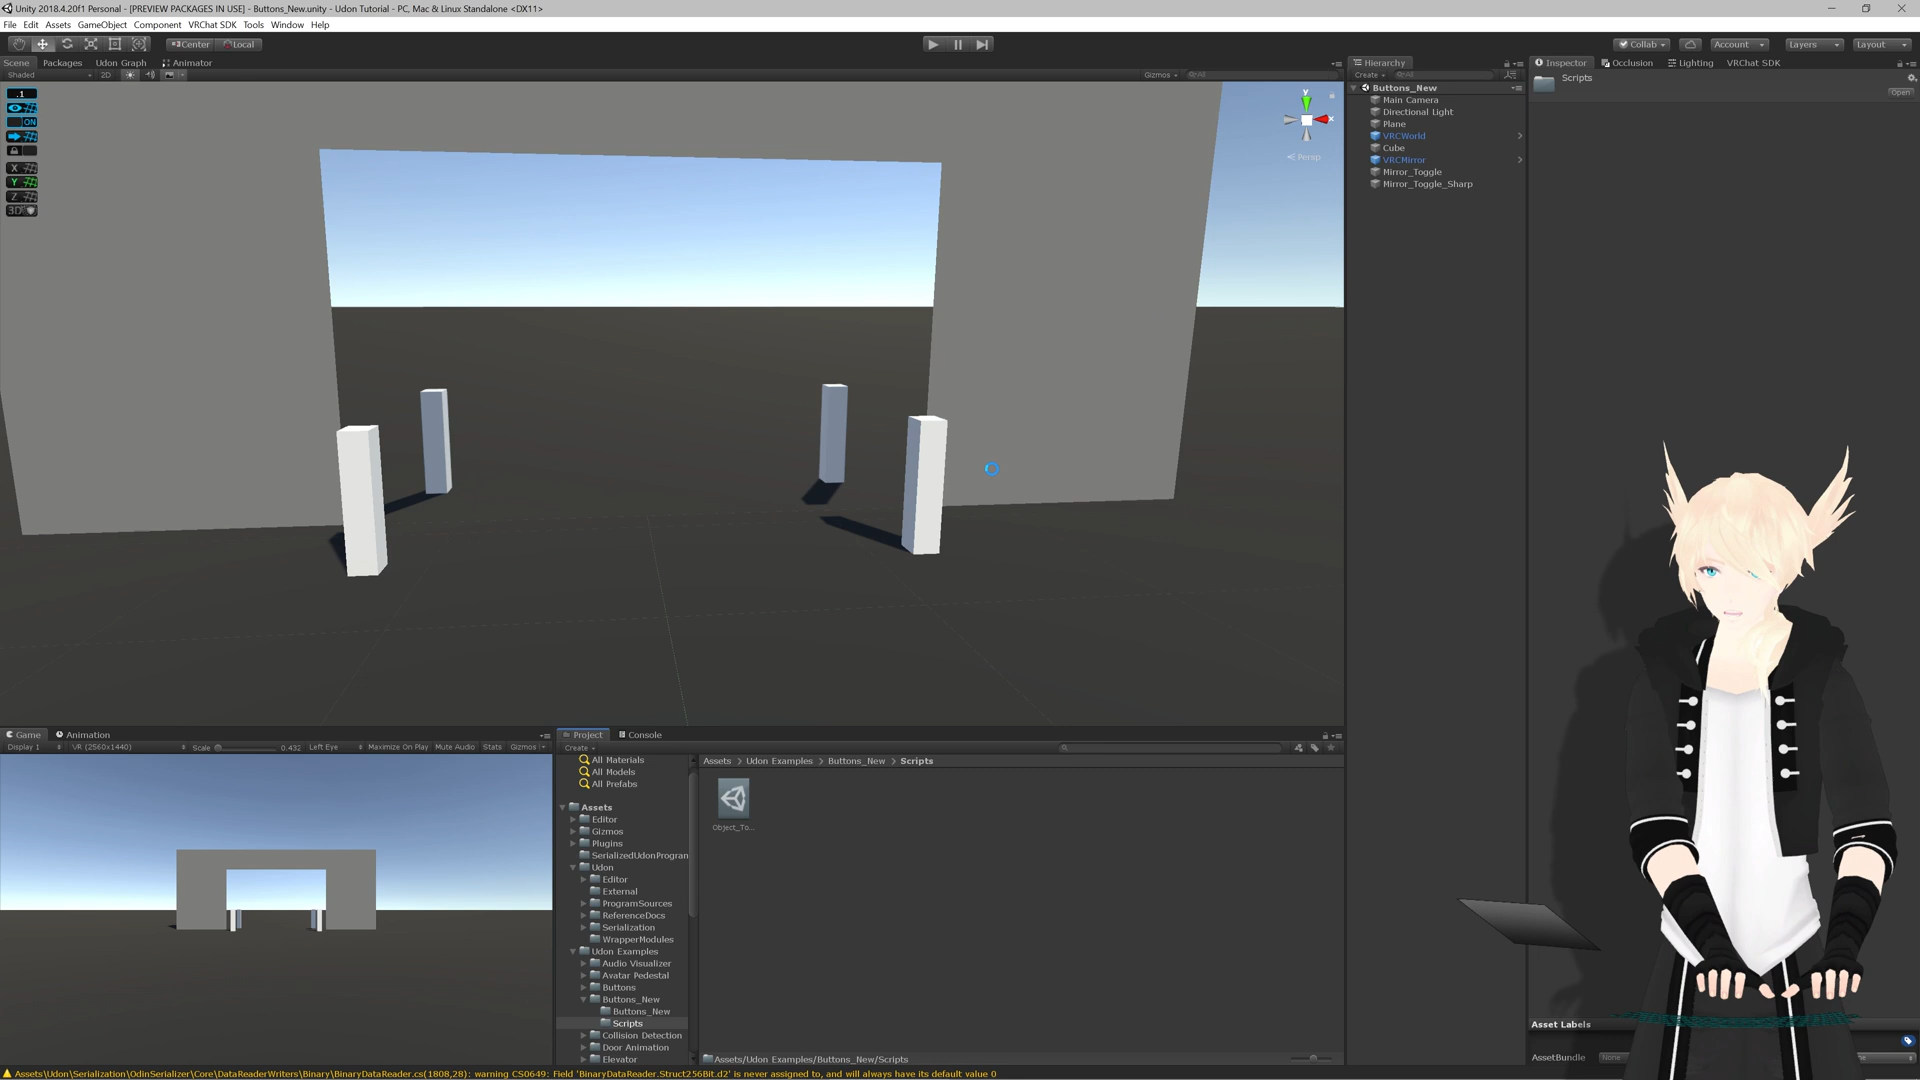 Unity 2018.4.20f1 Personal - [PREVIEW PACKAGES IN USE] - Buttons_New.unity - Udon Tutorial - PC, Mac & Linux Standalone <DX11>
File Edit Assets GameObject Component VRChat SDK Tools Window Help
Center Local
Collab Account Layers Layout
Scene Packages Udon Graph Animator
Shaded 2D Gizmos All
.1
ON
X
Y
Z
3D
y
x
Persp
Hierarchy
Create All
Buttons_New
Main Camera
Directional Light
Plane
VRCWorld
Cube
VRCMirror
Mirror_Toggle
Mirror_Toggle_Sharp
Inspector Occlusion Lighting VRChat SDK
Scripts
Open
Game Animation
Display 1 VR (2560x1440) Scale 0.432 Left Eye Maximize On Play Mute Audio Stats Gizmos
Project Console
Create
All Materials
All Models
All Prefabs
Assets
Editor
Gizmos
Plugins
SerializedUdonProgran
Udon
Editor
External
ProgramSources
ReferenceDocs
Serialization
WrapperModules
Udon Examples
Audio Visualizer
Avatar Pedestal
Buttons
Buttons_New
Buttons_New
Scripts
Collision Detection
Door Animation
Elevator
Assets > Udon Examples > Buttons_New > Scripts
Object_To...
Assets/Udon Examples/Buttons_New/Scripts
Asset Labels
AssetBundle None
Assets\Udon\Serialization\OdinSerializer\Core\DataReaderWriters\Binary\BinaryDataReader.cs(1808,28): warning CS0649: Field 'BinaryDataReader.Struct256Bit.d2' is never assigned to, and will always have its default value 0